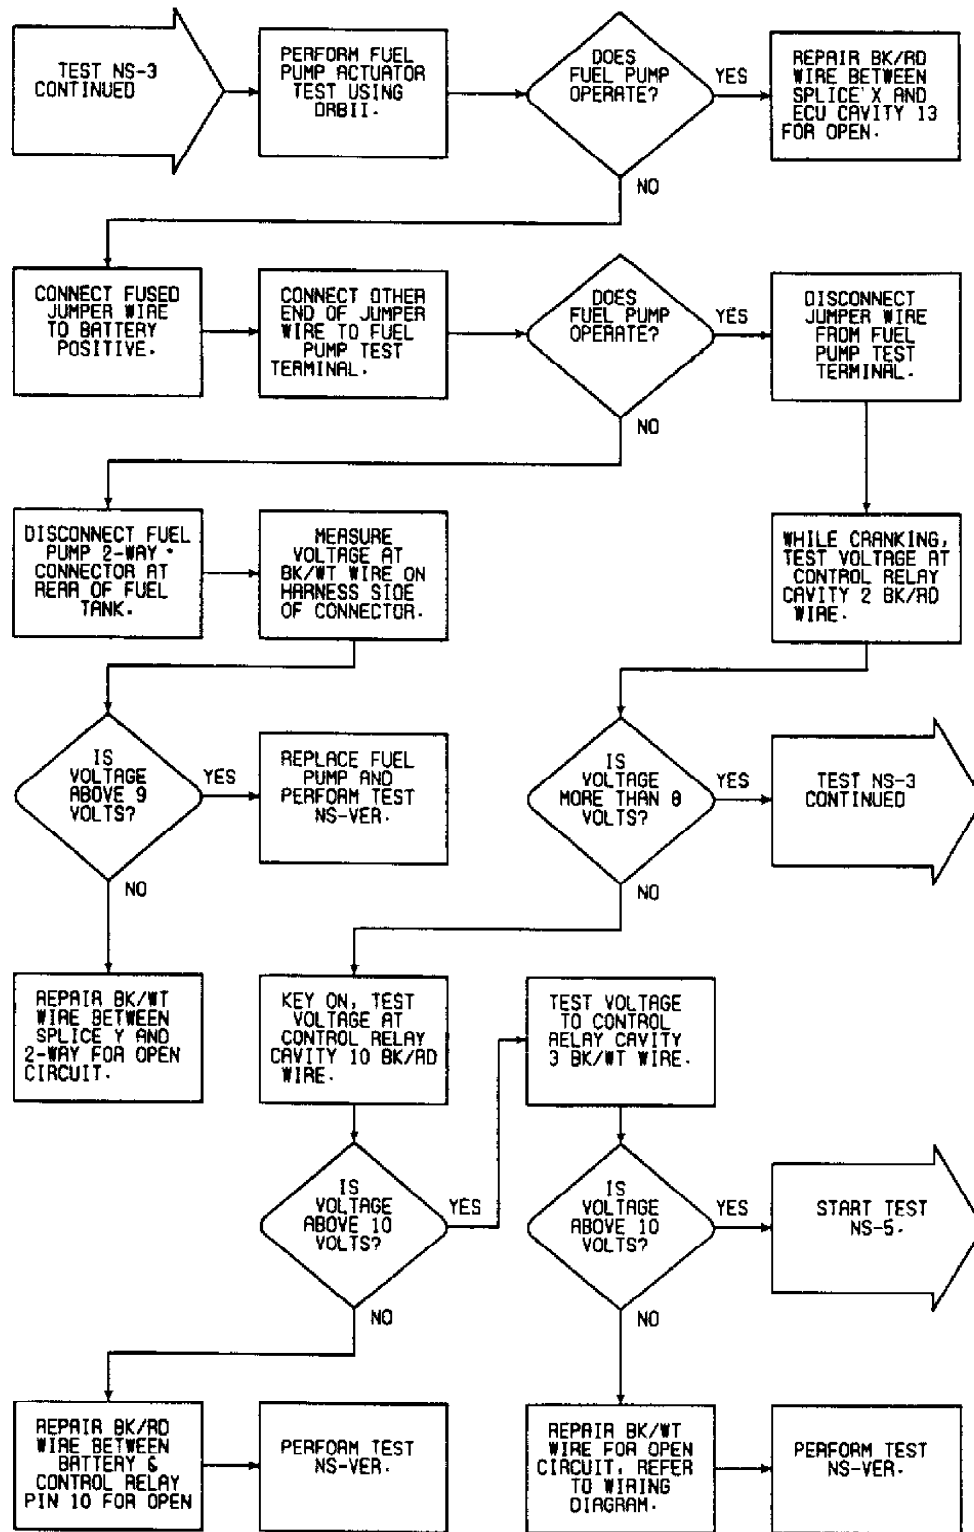 TEST NS-3
CONTINUED
PERFORM FUEL
PUMP ACTUATOR
TEST USING
DRBII.
DOES
FUEL PUMP
OPERATE?
YES
REPAIR BK/RD
WIRE BETWEEN
SPLICE X AND
ECU CAVITY 13
FOR OPEN.
NO
CONNECT FUSED
JUMPER WIRE
TO BATTERY
POSITIVE.
CONNECT OTHER
END OF JUMPER
WIRE TO FUEL
PUMP TEST
TERMINAL.
DOES
FUEL PUMP
OPERATE?
YES
DISCONNECT
JUMPER WIRE
FROM FUEL
PUMP TEST
TERMINAL.
NO
DISCONNECT FUEL
PUMP 2-WAY
CONNECTOR AT
REAR OF FUEL
TANK.
MEASURE
VOLTAGE AT
BK/WT WIRE ON
HARNESS SIDE
OF CONNECTOR.
WHILE CRANKING,
TEST VOLTAGE AT
CONTROL RELAY
CAVITY 2 BK/RD
WIRE.
IS
VOLTAGE
ABOVE 9
VOLTS?
YES
REPLACE FUEL
PUMP AND
PERFORM TEST
NS-VER.
IS
VOLTAGE
MORE THAN 8
VOLTS?
YES
TEST NS-3
CONTINUED
NO
NO
REPAIR BK/WT
WIRE BETWEEN
SPLICE Y AND
2-WAY FOR OPEN
CIRCUIT.
KEY ON, TEST
VOLTAGE AT
CONTROL RELAY
CAVITY 10 BK/RD
WIRE.
TEST VOLTAGE
TO CONTROL
RELAY CAVITY
3 BK/WT WIRE.
IS
VOLTAGE
ABOVE 10
VOLTS?
YES
IS
VOLTAGE
ABOVE 10
VOLTS?
YES
START TEST
NS-5.
NO
NO
REPAIR BK/RD
WIRE BETWEEN
BATTERY &
CONTROL RELAY
PIN 10 FOR OPEN
PERFORM TEST
NS-VER.
REPAIR BK/WT
WIRE FOR OPEN
CIRCUIT, REFER
TO WIRING
DIAGRAM.
PERFORM TEST
NS-VER.